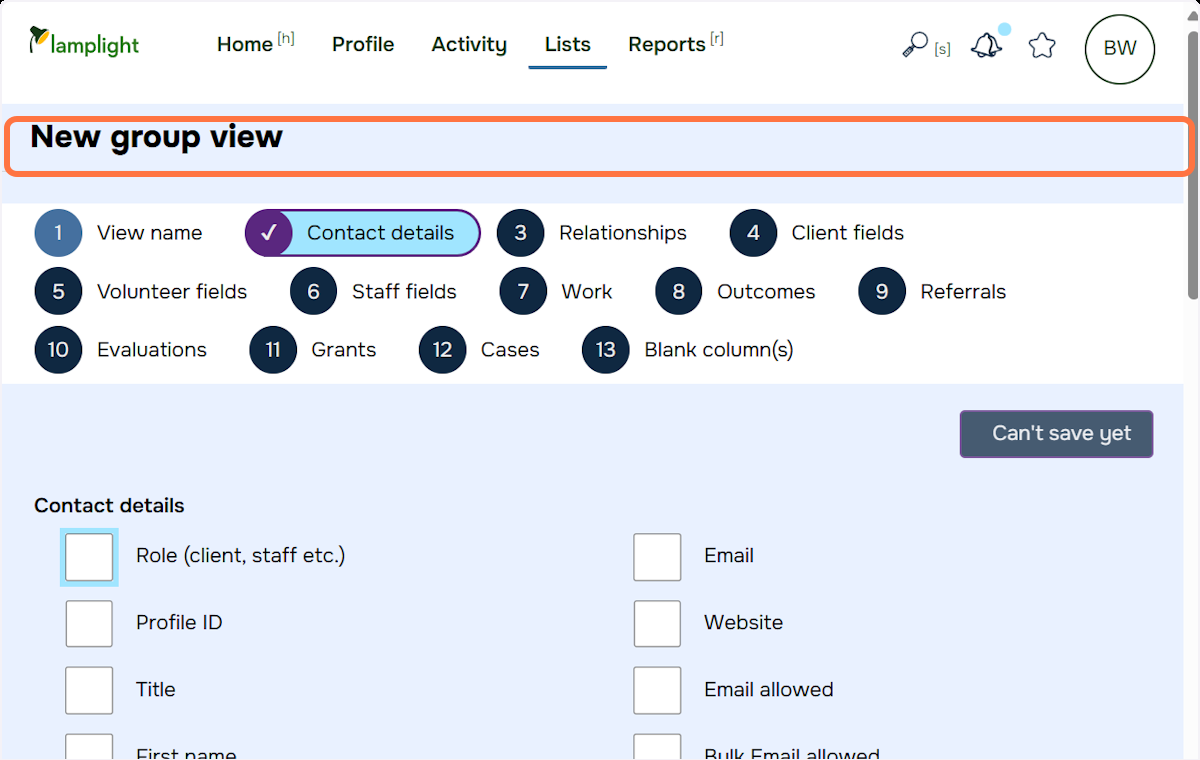 lamplight Home [h] Profile Activity Lists Reports [r] [s] BW
New group view
1 View name ✓ Contact details 3 Relationships 4 Client fields
5 Volunteer fields 6 Staff fields 7 Work 8 Outcomes 9 Referrals
10 Evaluations 11 Grants 12 Cases 13 Blank column(s)
Can't save yet
Contact details
Role (client, staff etc.) Email
Profile ID Website
Title Email allowed
First name Bulk Email allowed